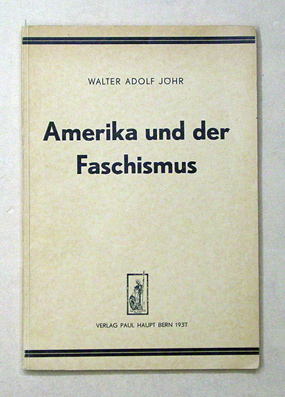 WALTER ADOLF JÖHR
Amerika und der
Faschismus
VERLAG PAUL HAUPT BERN 1937